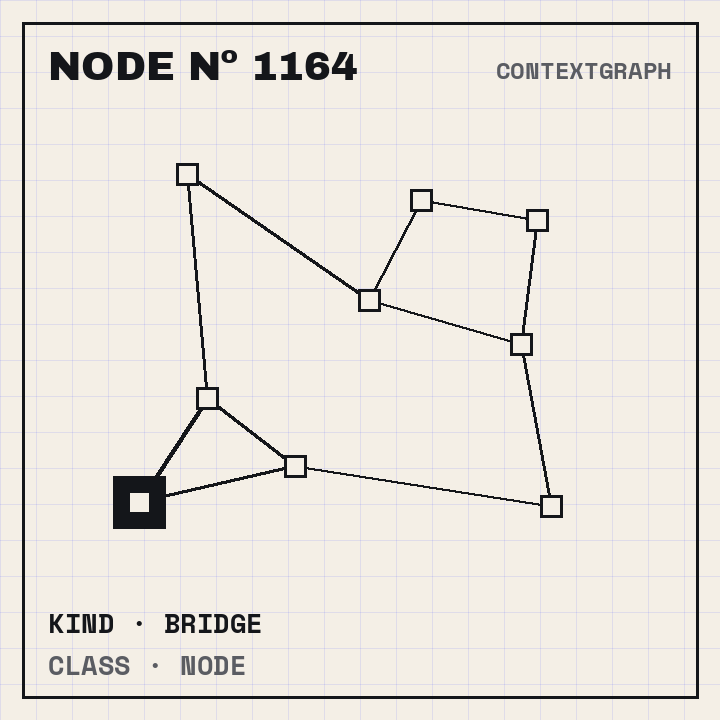 NODE Nº 1164
CONTEXTGRAPH
KIND · BRIDGE
CLASS · NODE